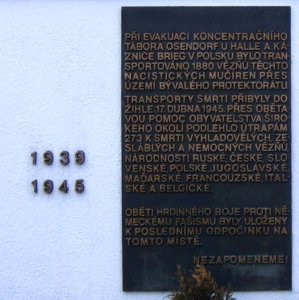 PŘI EVAKUACI KONCENTRAČNÍHO
TÁBORA OSENDORF U HALLE A KÁ
ZNICE BRIEG V POLSKU BYLO TRAN
SPORTOVÁNO 1880 VĚZŇŮ TĚCHTO
NACISTICKÝCH MUČÍREN PŘES
ÚZEMÍ BÝVALÉHO PROTEKTORÁTU.
TRANSPORTY SMRTI PŘIBYLY DO
ŽIHLE 17. DUBNA 1945. PŘES OBĚTA
VOU POMOC OBYVATELSTVA ŠIRO
KÉHO OKOLÍ PODLEHLO ÚTRAPÁM
273 K SMRTI VYHLADOVĚLÝCH ZE
SLÁBLÝCH A NEMOCNÝCH VĚZŇŮ
NÁRODNOSTI RUSKÉ, ČESKÉ, SLO
VENSKÉ, POLSKÉ, JUGOSLÁVSKÉ,
MAĎARSKÉ, FRANCOUZSKÉ, ITAL
SKÉ A BELGICKÉ.
OBĚTI HRDINNÉHO BOJE PROTI NĚ
MECKÉMU FAŠISMU BYLY ULOŽENY
K POSLEDNÍMU ODPOČINKU NA
TOMTO MÍSTĚ.
NEZAPOMENEME!
1939
1945